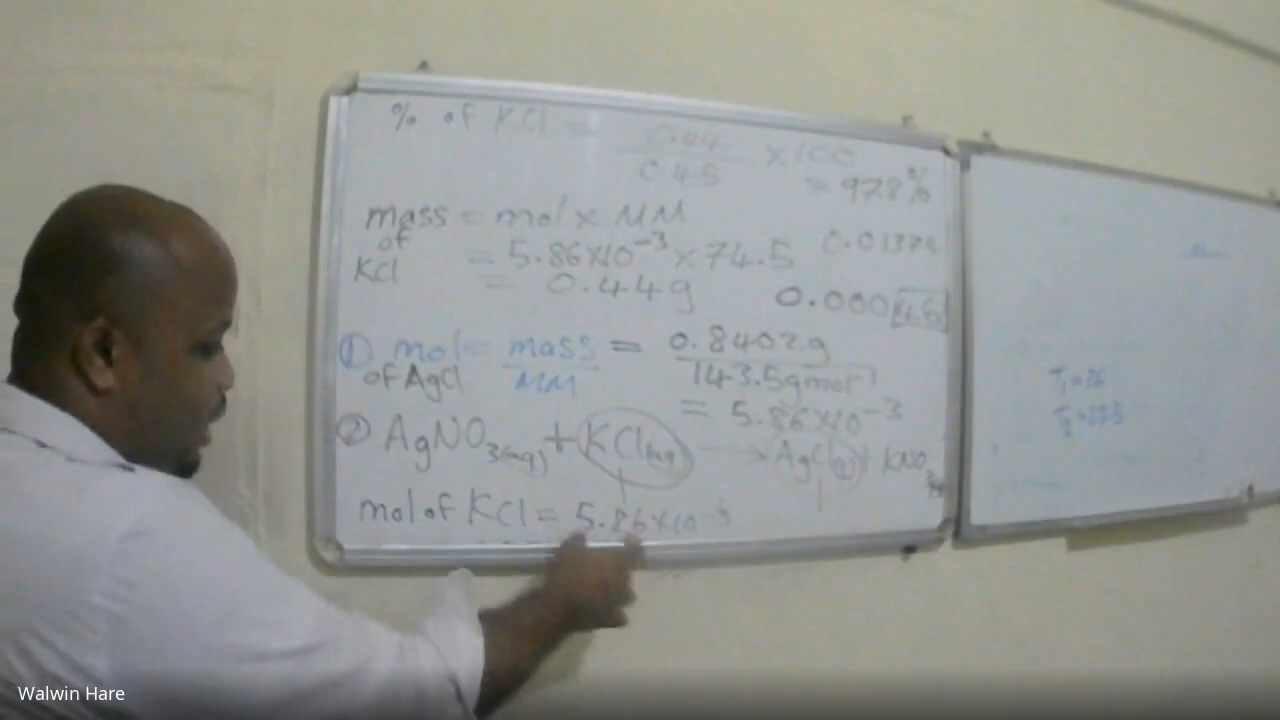 % of KCl = 0.44 / 0.45 x 100
= 97.8%
mass of KCl = mol x MM
= 5.86x10⁻³ x 74.5
0.0137g
= 0.44g
0.000
① mol of AgCl = mass / MM = 0.8402g / 143.5gmol⁻¹
= 5.86x10⁻³
② AgNO₃(aq) + KCl(aq) → AgCl(s) KNO₃
mol of KCl = 5.86x10⁻³
Walwin Hare